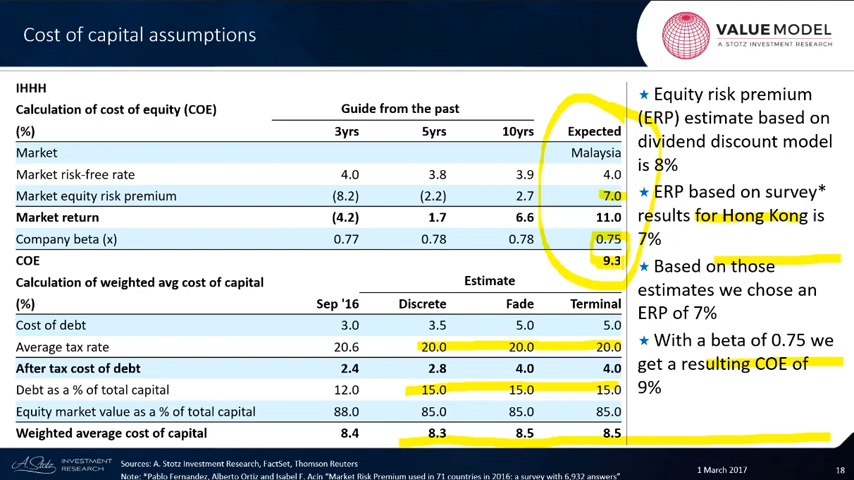 Cost of capital assumptions
VALUE MODEL
A. STOTZ INVESTMENT RESEARCH
IHHH
Calculation of cost of equity (COE) Guide from the past
(%) 3yrs 5yrs 10yrs Expected
Market Malaysia
Market risk-free rate 4.0 3.8 3.9 4.0
Market equity risk premium (8.2) (2.2) 2.7 7.0
Market return (4.2) 1.7 6.6 11.0
Company beta (x) 0.77 0.78 0.78 0.75
COE 9.3
Calculation of weighted avg cost of capital Estimate
(%) Sep '16 Discrete Fade Terminal
Cost of debt 3.0 3.5 5.0 5.0
Average tax rate 20.6 20.0 20.0 20.0
After tax cost of debt 2.4 2.8 4.0 4.0
Debt as a % of total capital 12.0 15.0 15.0 15.0
Equity market value as a % of total capital 88.0 85.0 85.0 85.0
Weighted average cost of capital 8.4 8.3 8.5 8.5
★ Equity risk premium
(ERP) estimate based on
dividend discount model
is 8%
★ ERP based on survey*
results for Hong Kong is
7%
★ Based on those
estimates we chose an
ERP of 7%
★ With a beta of 0.75 we
get a resulting COE of
9%
A. Stotz INVESTMENT
RESEARCH
Sources: A. Stotz Investment Research, FactSet, Thomson Reuters
Note: *Pablo Fernandez, Alberto Ortiz and Isabel F. Acin "Market Risk Premium used in 71 countries in 2016: a survey with 6,932 answers"
1 March 2017 18